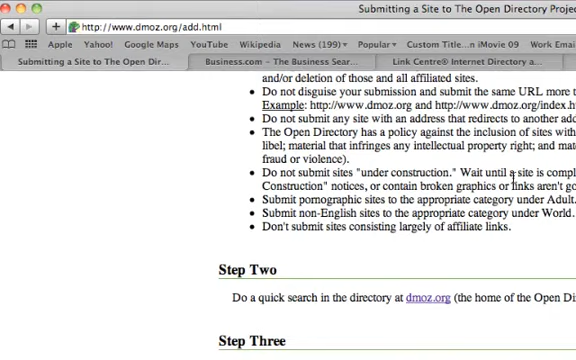 Submitting a Site to The Open Directory Proje
http://www.dmoz.org/add.html
Apple Yahoo! Google Maps YouTube Wikipedia News (199) Popular Custom Title...n iMovie 09 Work Email
Submitting a Site to The Open Dir... Business.com – The Business Sear... Link Centre® Internet Directory a...
and/or deletion of those and all affiliated sites.
Do not disguise your submission and submit the same URL more t
Example: http://www.dmoz.org and http://www.dmoz.org/index.h
Do not submit any site with an address that redirects to another add
The Open Directory has a policy against the inclusion of sites with
libel; material that infringes any intellectual property right; and mate
fraud or violence).
Do not submit sites "under construction." Wait until a site is compl
Construction" notices, or contain broken graphics or links aren't go
Submit pornographic sites to the appropriate category under Adult.
Submit non-English sites to the appropriate category under World.
Don't submit sites consisting largely of affiliate links.
Step Two
Do a quick search in the directory at dmoz.org (the home of the Open Di
Step Three